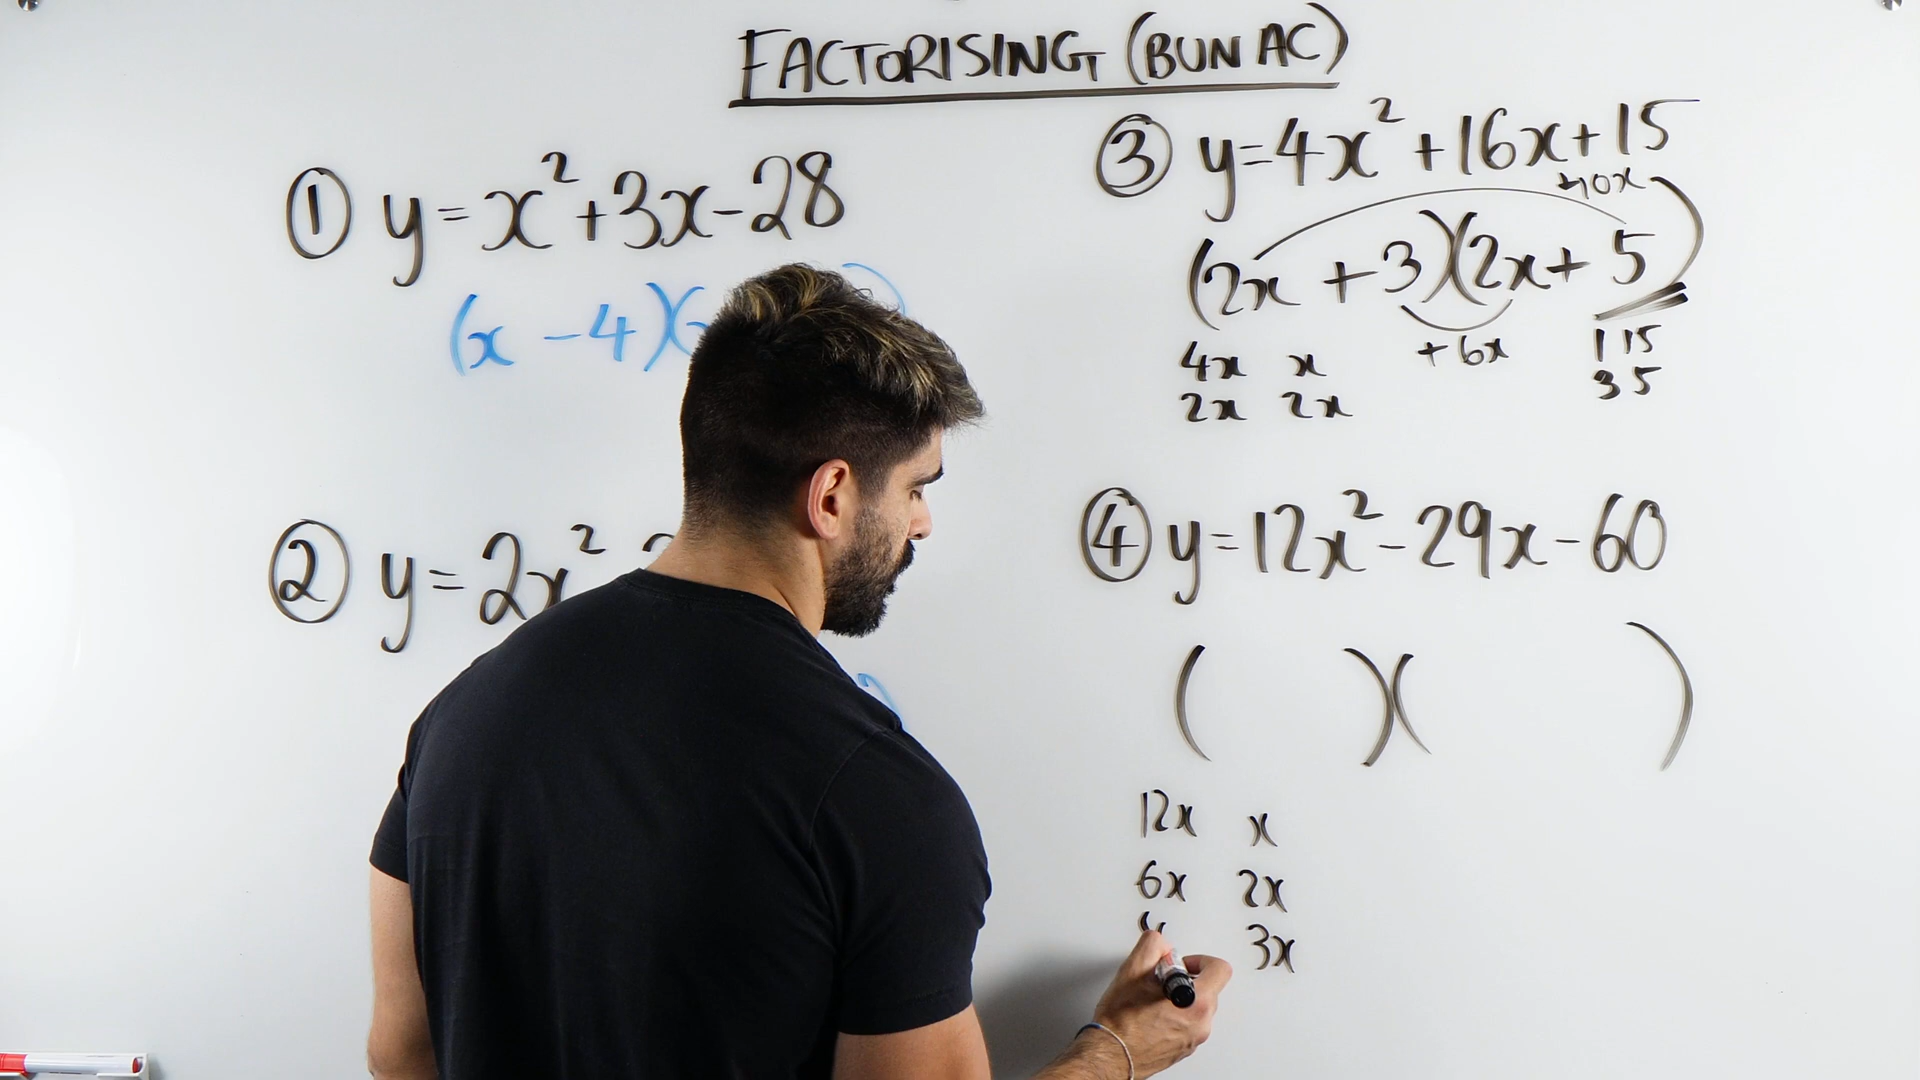 FACTORISING (BUN AC)
① y=x²+3x-28
(x -4)(
② y=2x²
③ y=4x²+16x+15
+10x
(2x +3)(2x+5)
+6x
4x x
2x 2x
1 15
3 5
④ y=12x²-29x-60
( )( )
12x x
6x 2x
3x